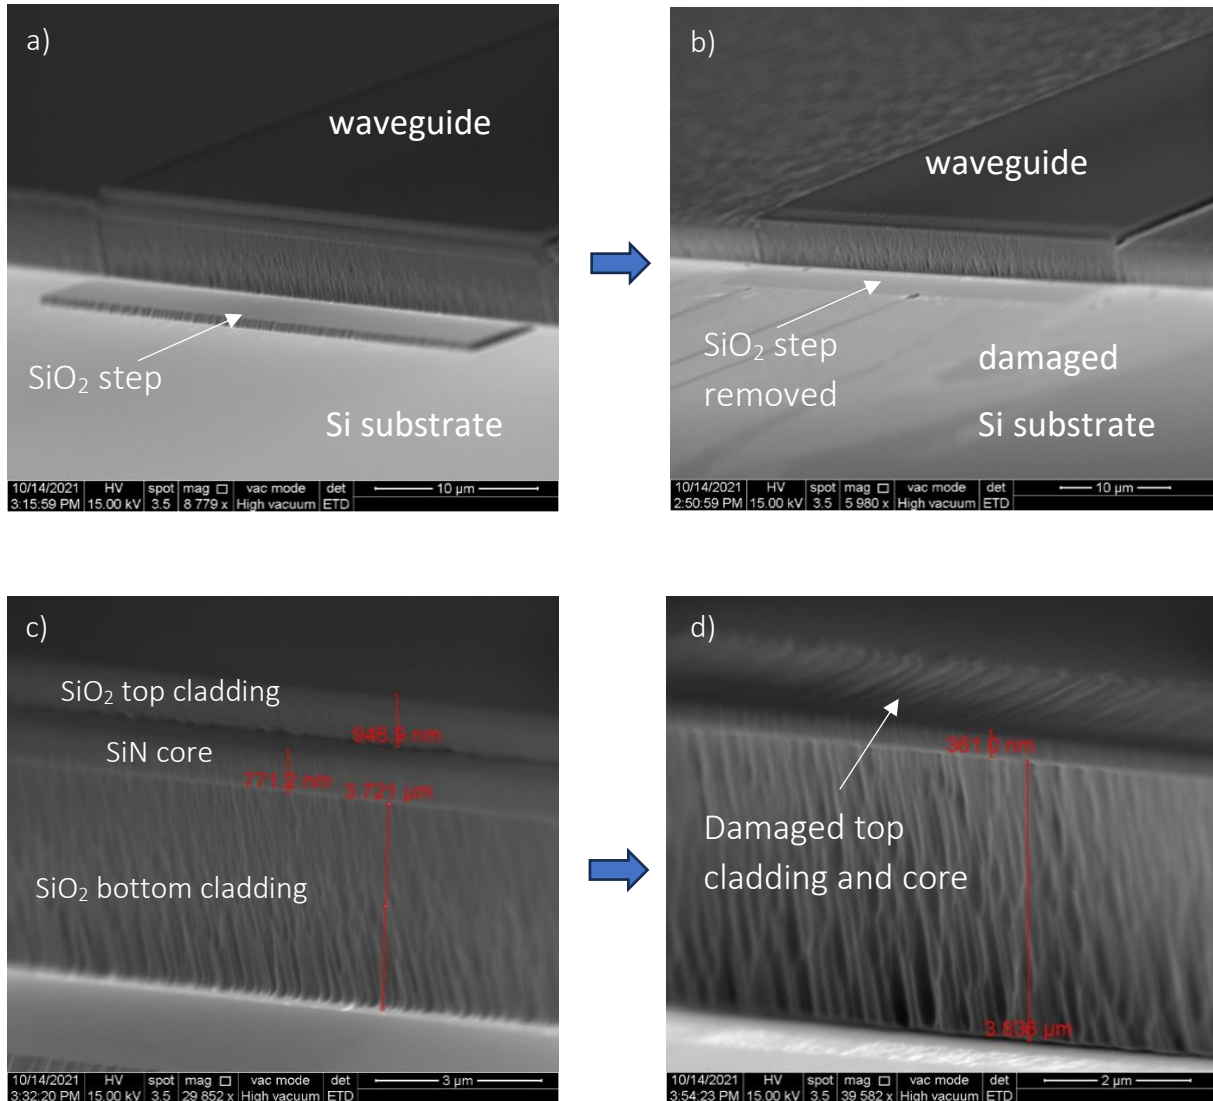 a)
waveguide
SiO₂ step
Si substrate
10/14/2021 HV spot mag □ vac mode det 10 µm
3:15:59 PM 15.00 kV 3.5 8 779 x High vacuum ETD
b)
waveguide
SiO₂ step
removed
damaged
Si substrate
10/14/2021 HV spot mag □ vac mode det 10 µm
2:50:59 PM 15.00 kV 3.5 5 980 x High vacuum ETD
c)
SiO₂ top cladding
946.9 nm
SiN core
3.721 µm
SiO₂ bottom cladding
10/14/2021 HV spot mag □ vac mode det 3 µm
3:32:20 PM 15.00 kV 3.5 29 852 x High vacuum ETD
d)
361.0 nm
Damaged top
cladding and core
3.836 µm
10/14/2021 HV spot mag □ vac mode det 2 µm
3:54:23 PM 15.00 kV 3.5 39 582 x High vacuum ETD